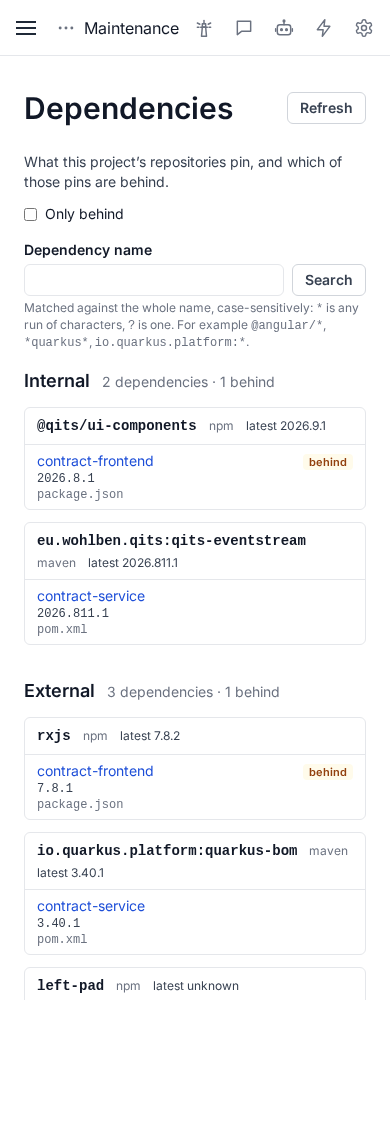 Maintenance
Dependencies
Refresh
What this project's repositories pin, and which of
those pins are behind.
Only behind
Dependency name
Search
Matched against the whole name, case-sensitively: * is any
run of characters, ? is one. For example @angular/*,
*quarkus*, io.quarkus.platform:*.
Internal 2 dependencies · 1 behind
@qits/ui-components npm latest 2026.9.1
contract-frontend behind
2026.8.1
package.json
eu.wohlben.qits:qits-eventstream
maven latest 2026.811.1
contract-service
2026.811.1
pom.xml
External 3 dependencies · 1 behind
rxjs npm latest 7.8.2
contract-frontend behind
7.8.1
package.json
io.quarkus.platform:quarkus-bom maven
latest 3.40.1
contract-service
3.40.1
pom.xml
left-pad npm latest unknown